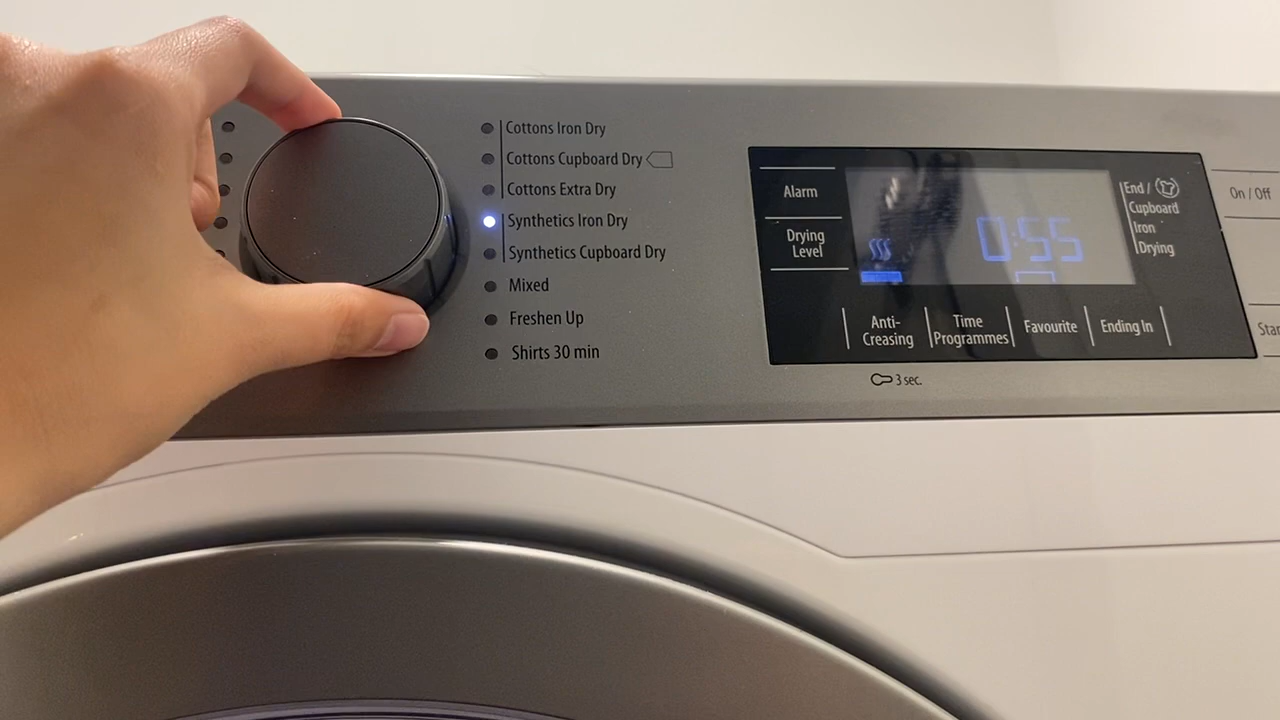 Cottons Iron Dry
Cottons Cupboard Dry
Cottons Extra Dry
Synthetics Iron Dry
Synthetics Cupboard Dry
Mixed
Freshen Up
Shirts 30 min
Alarm
Drying
Level
0:55
End /
Cupboard
Iron
Drying
Anti-
Creasing
Time
Programmes
Favourite
Ending In
3 sec.
On / Off
Star